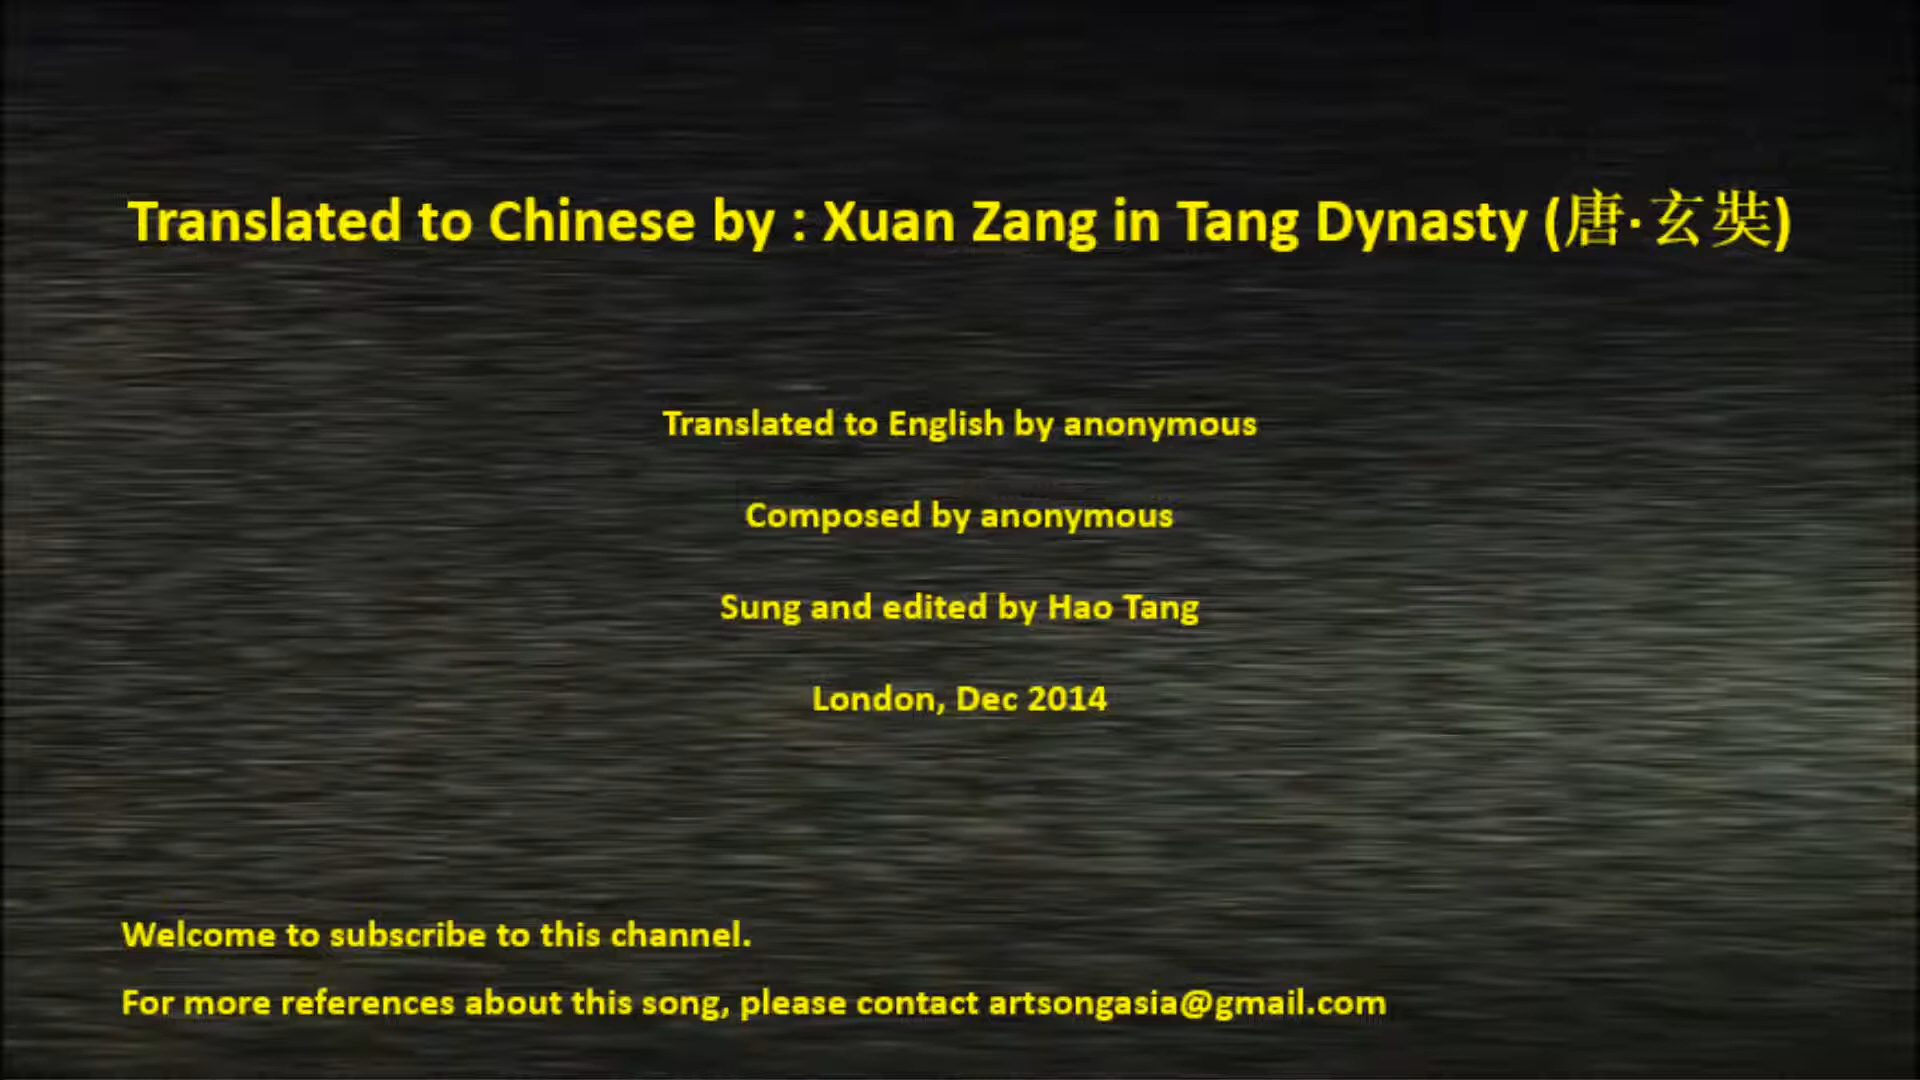 Translated to Chinese by : Xuan Zang in Tang Dynasty (唐·玄奘)
Translated to English by anonymous
Composed by anonymous
Sung and edited by Hao Tang
London, Dec 2014
Welcome to subscribe to this channel.
For more references about this song, please contact artsongasia@gmail.com